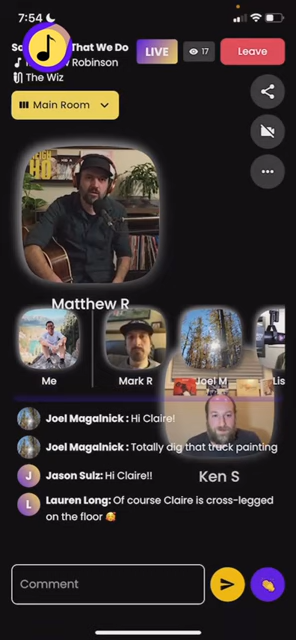 7:54
So That We Do
Robinson
LIVE
17
Leave
The Wiz
Main Room
Matthew R
Me
Mark R
Joel M
Lis
Joel Magalnick : Hi Claire!
Joel Magalnick : Totally dig that truck painting
Jason Sulz: Hi Claire!!
Ken S
Lauren Long: Of course Claire is cross-legged
on the floor 🥰
Comment